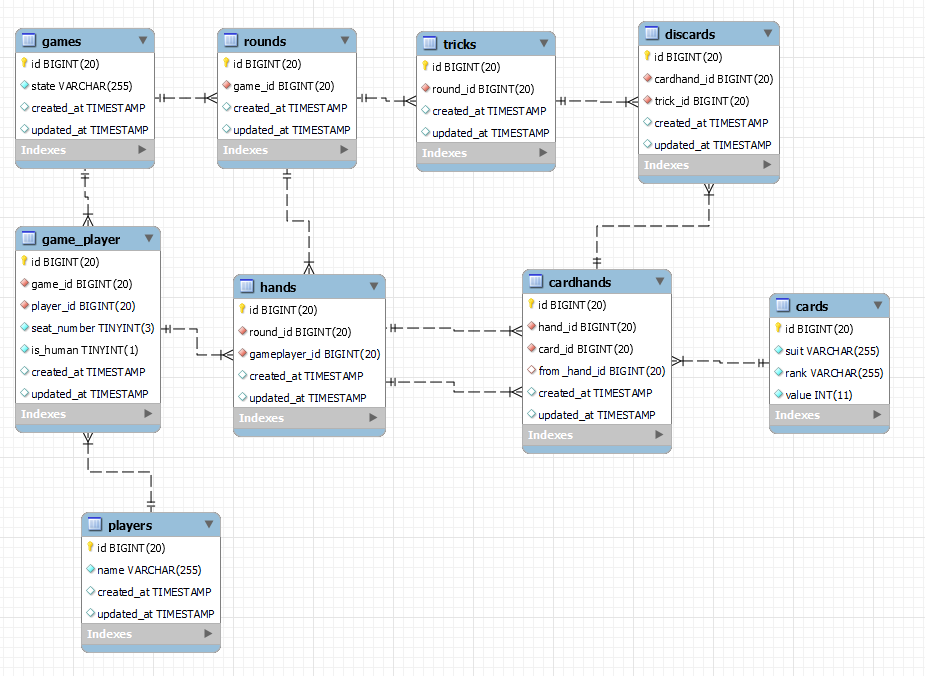 games
id BIGINT(20)
state VARCHAR(255)
created_at TIMESTAMP
updated_at TIMESTAMP
Indexes
rounds
id BIGINT(20)
game_id BIGINT(20)
created_at TIMESTAMP
updated_at TIMESTAMP
Indexes
tricks
id BIGINT(20)
round_id BIGINT(20)
created_at TIMESTAMP
updated_at TIMESTAMP
Indexes
discards
id BIGINT(20)
cardhand_id BIGINT(20)
trick_id BIGINT(20)
created_at TIMESTAMP
updated_at TIMESTAMP
Indexes
game_player
id BIGINT(20)
game_id BIGINT(20)
player_id BIGINT(20)
seat_number TINYINT(3)
is_human TINYINT(1)
created_at TIMESTAMP
updated_at TIMESTAMP
Indexes
hands
id BIGINT(20)
round_id BIGINT(20)
gameplayer_id BIGINT(20)
created_at TIMESTAMP
updated_at TIMESTAMP
Indexes
cardhands
id BIGINT(20)
hand_id BIGINT(20)
card_id BIGINT(20)
from_hand_id BIGINT(20)
created_at TIMESTAMP
updated_at TIMESTAMP
Indexes
cards
id BIGINT(20)
suit VARCHAR(255)
rank VARCHAR(255)
value INT(11)
Indexes
players
id BIGINT(20)
name VARCHAR(255)
created_at TIMESTAMP
updated_at TIMESTAMP
Indexes